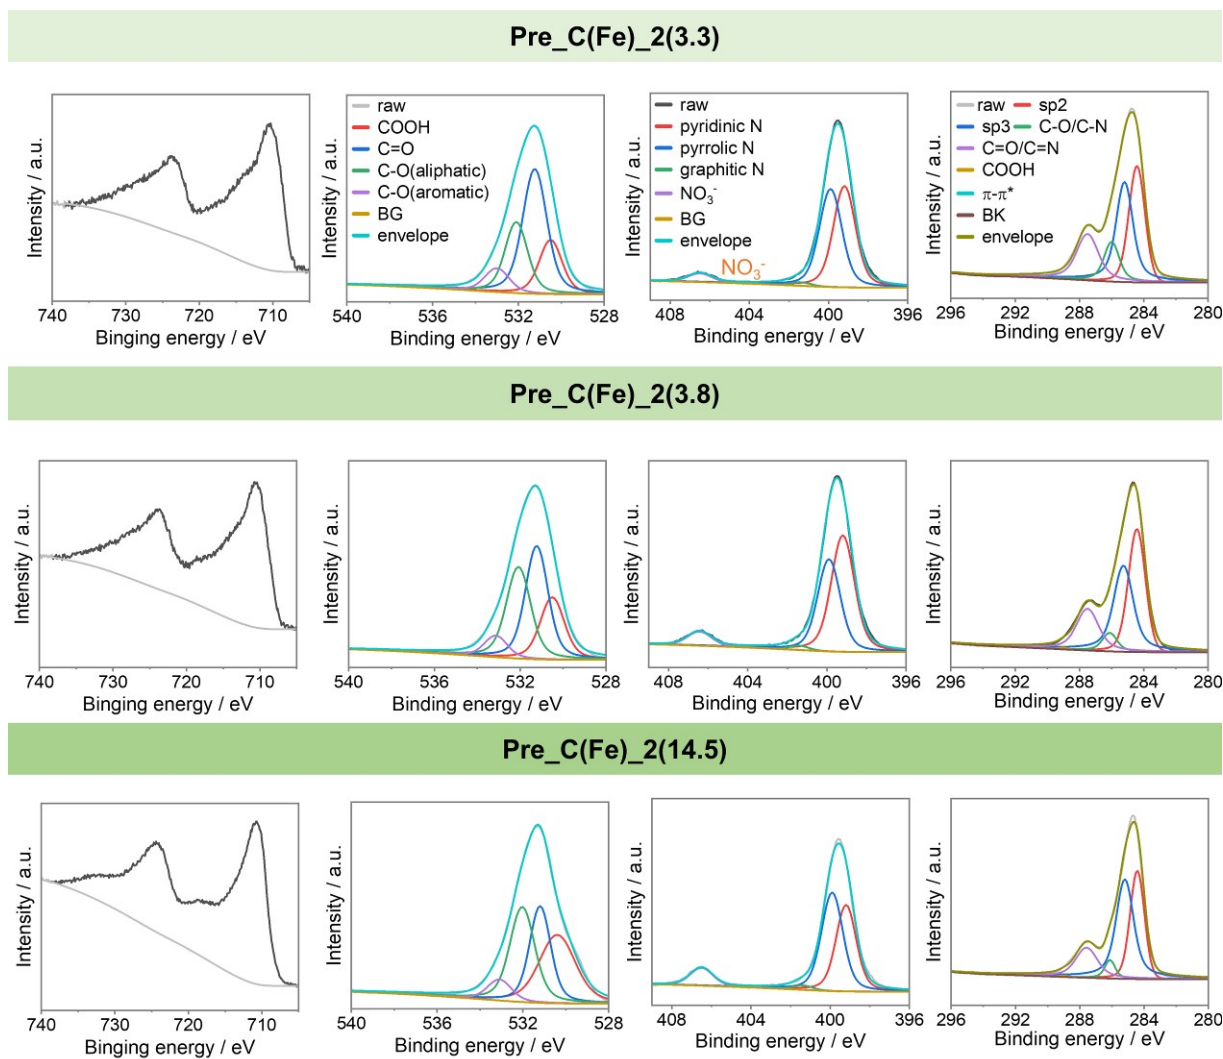 Pre_C(Fe)_2(3.3)
Intensity / a.u.
740 730 720 710
Binging energy / eV
Intensity / a.u.
raw
COOH
C=O
C-O(aliphatic)
C-O(aromatic)
BG
envelope
540 536 532 528
Binding energy / eV
Intensity / a.u.
raw
pyridinic N
pyrrolic N
graphitic N
NO₃⁻
BG
envelope
NO₃⁻
408 404 400 396
Binding energy / eV
Intensity / a.u.
raw sp2
sp3 C-O/C-N
C=O/C=N
COOH
π-π*
BK
envelope
296 292 288 284 280
Binding energy / eV
Pre_C(Fe)_2(3.8)
Intensity / a.u.
740 730 720 710
Binging energy / eV
Intensity / a.u.
540 536 532 528
Binding energy / eV
Intensity / a.u.
408 404 400 396
Binding energy / eV
Intensity / a.u.
296 292 288 284 280
Binding energy / eV
Pre_C(Fe)_2(14.5)
Intensity / a.u.
740 730 720 710
Binging energy / eV
Intensity / a.u.
540 536 532 528
Binding energy / eV
Intensity / a.u.
408 404 400 396
Binding energy / eV
Intensity / a.u.
296 292 288 284 280
Binding energy / eV